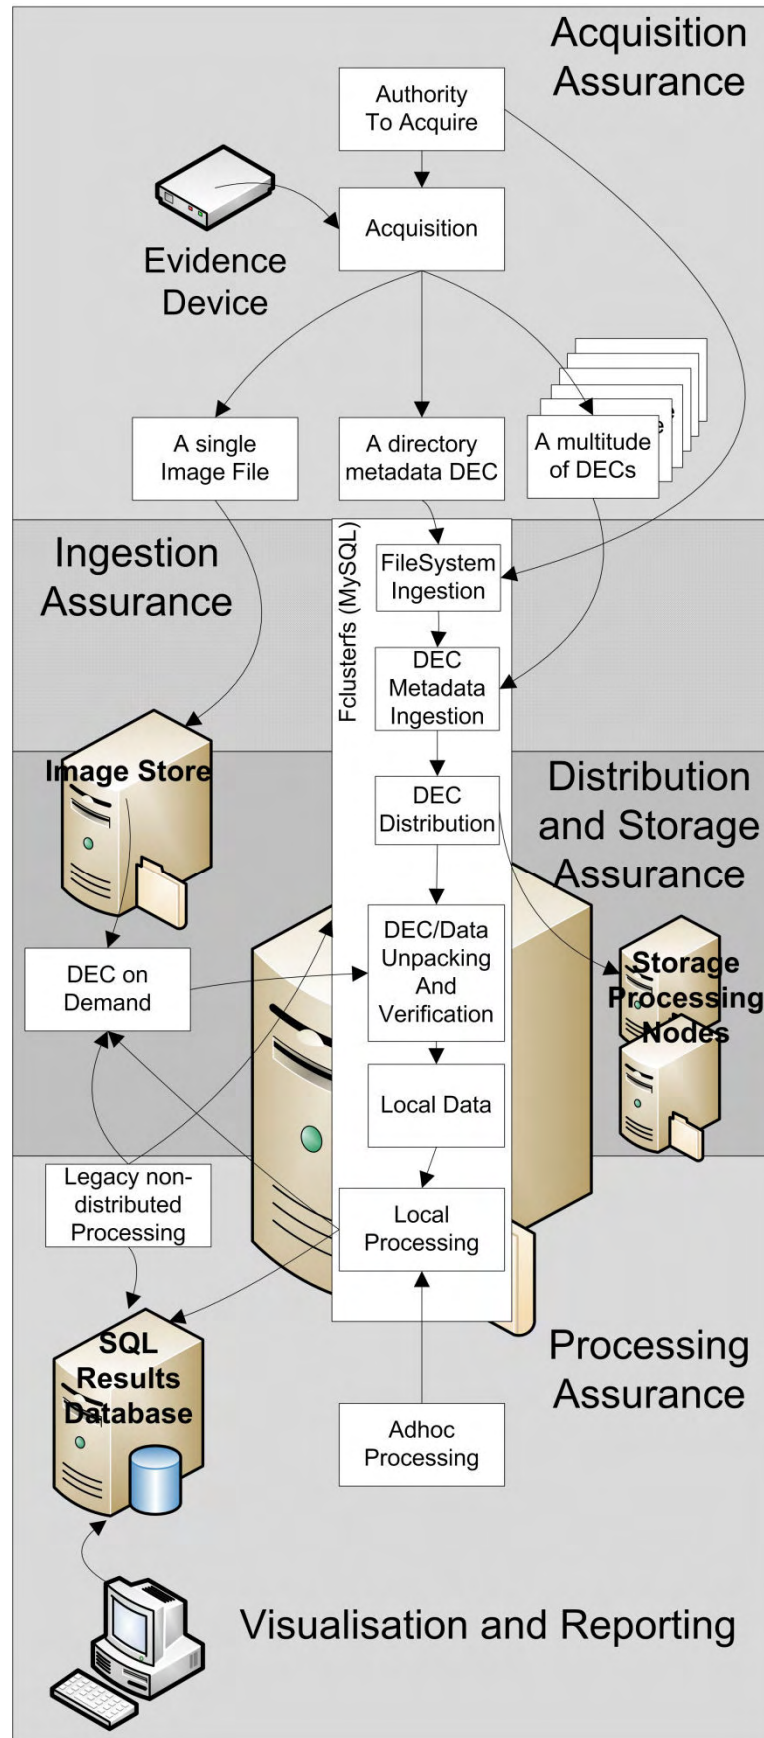 Acquisition
Assurance
Authority
To Acquire
Acquisition
Evidence
Device
A single
Image File
A directory
metadata DEC
A multitude
of DECs
Ingestion
Assurance
Fclusterfs (MySQL)
FileSystem
Ingestion
DEC
Metadata
Ingestion
Image Store
DEC
Distribution
Distribution
and Storage
Assurance
DEC on
Demand
DEC/Data
Unpacking
And
Verification
Storage
Processing
Nodes
Local Data
Legacy non-
distributed
Processing
Local
Processing
SQL
Results
Database
Processing
Assurance
Adhoc
Processing
Visualisation and Reporting